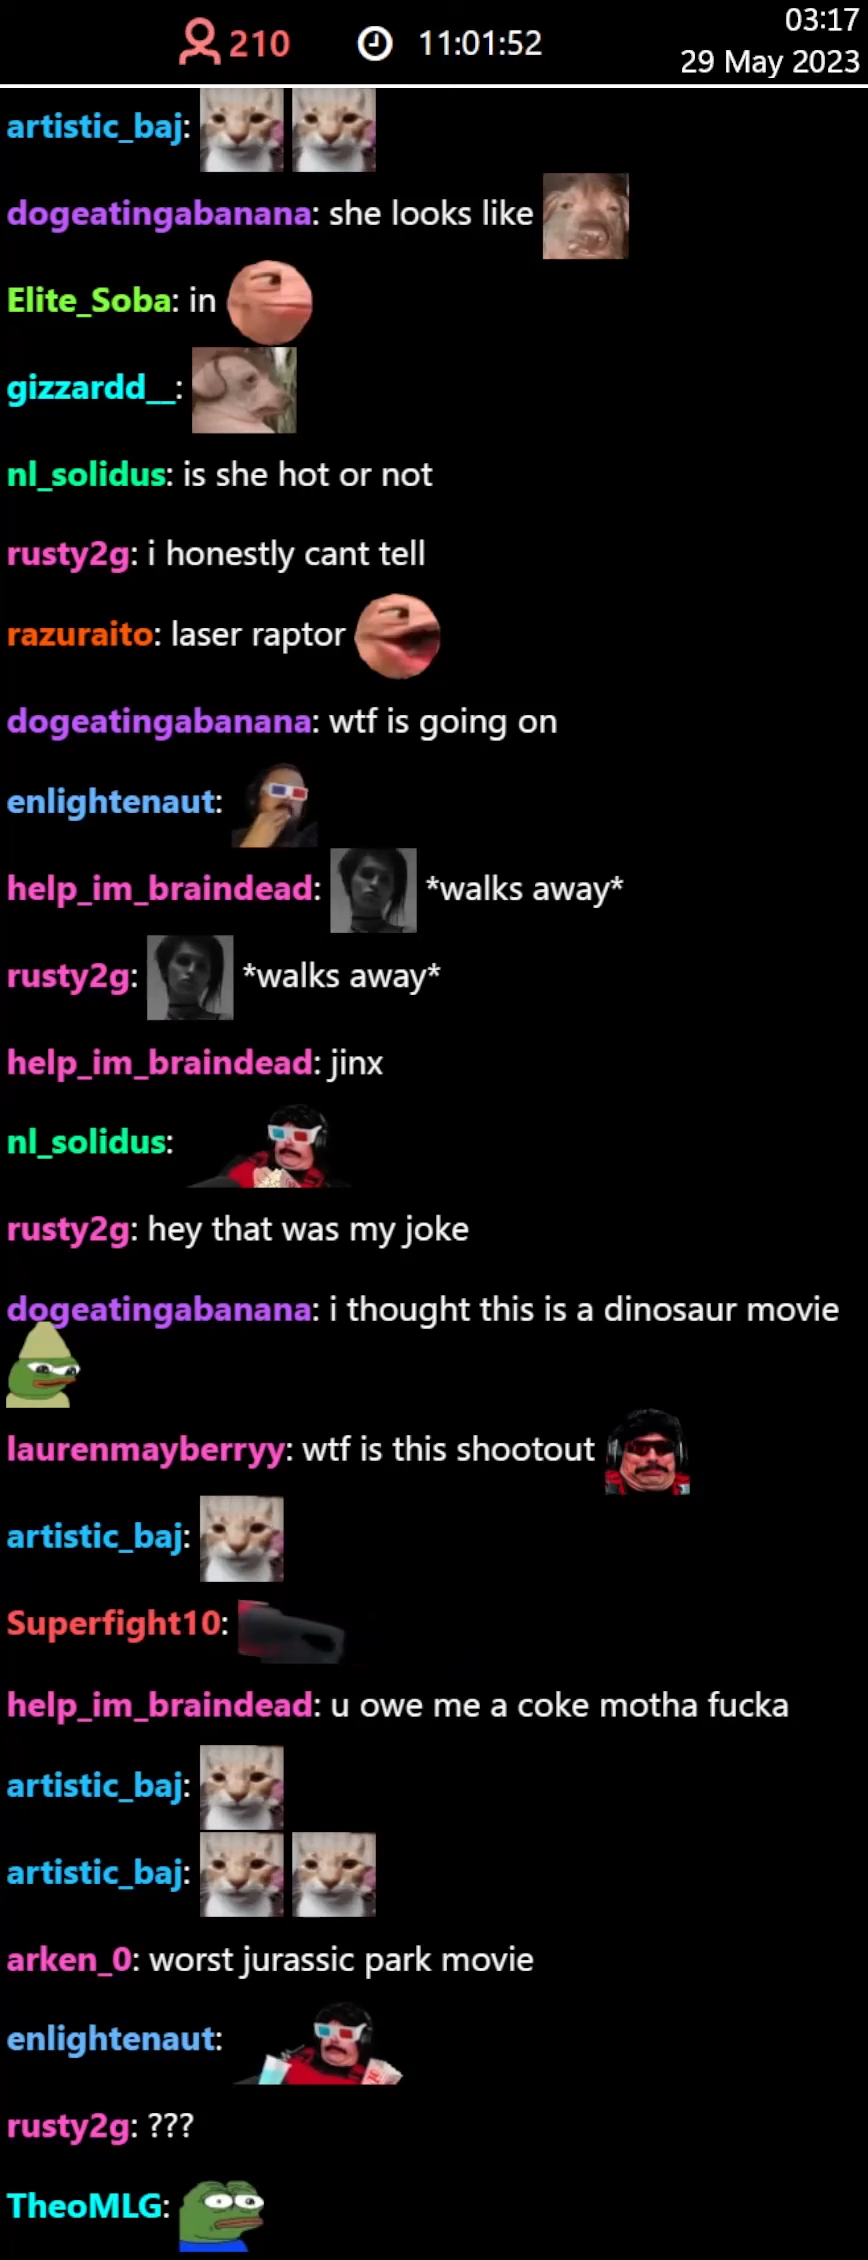 210 11:01:52 03:17
29 May 2023
artistic_baj:
dogeatingabanana: she looks like
Elite_Soba: in
gizzardd__:
nl_solidus: is she hot or not
rusty2g: i honestly cant tell
razuraito: laser raptor
dogeatingabanana: wtf is going on
enlightenaut:
help_im_braindead: *walks away*
rusty2g: *walks away*
help_im_braindead: jinx
nl_solidus:
rusty2g: hey that was my joke
dogeatingabanana: i thought this is a dinosaur movie
laurenmayberryy: wtf is this shootout
artistic_baj:
Superfight10:
help_im_braindead: u owe me a coke motha fucka
artistic_baj:
artistic_baj:
arken_0: worst jurassic park movie
enlightenaut:
rusty2g: ???
TheoMLG: